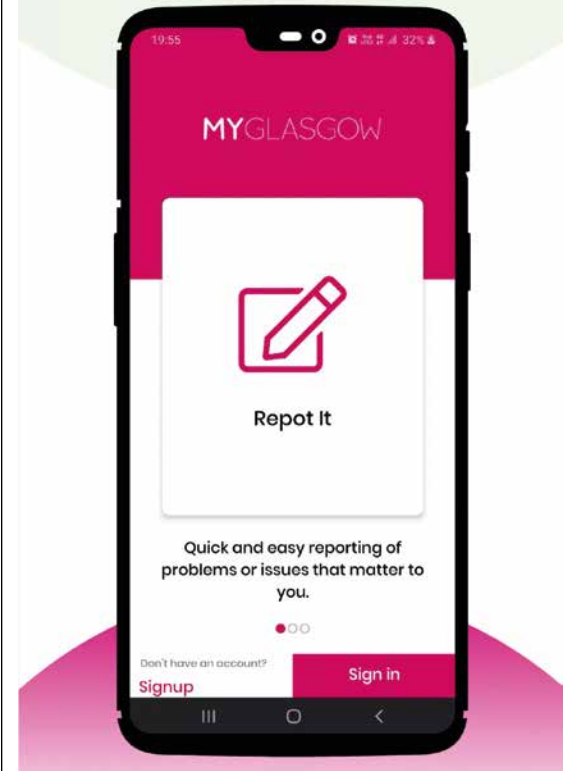 19:55
32%
MYGLASGOW
Repot It
Quick and easy reporting of
problems or issues that matter to
you.
Don't have an account?
Signup
Sign in